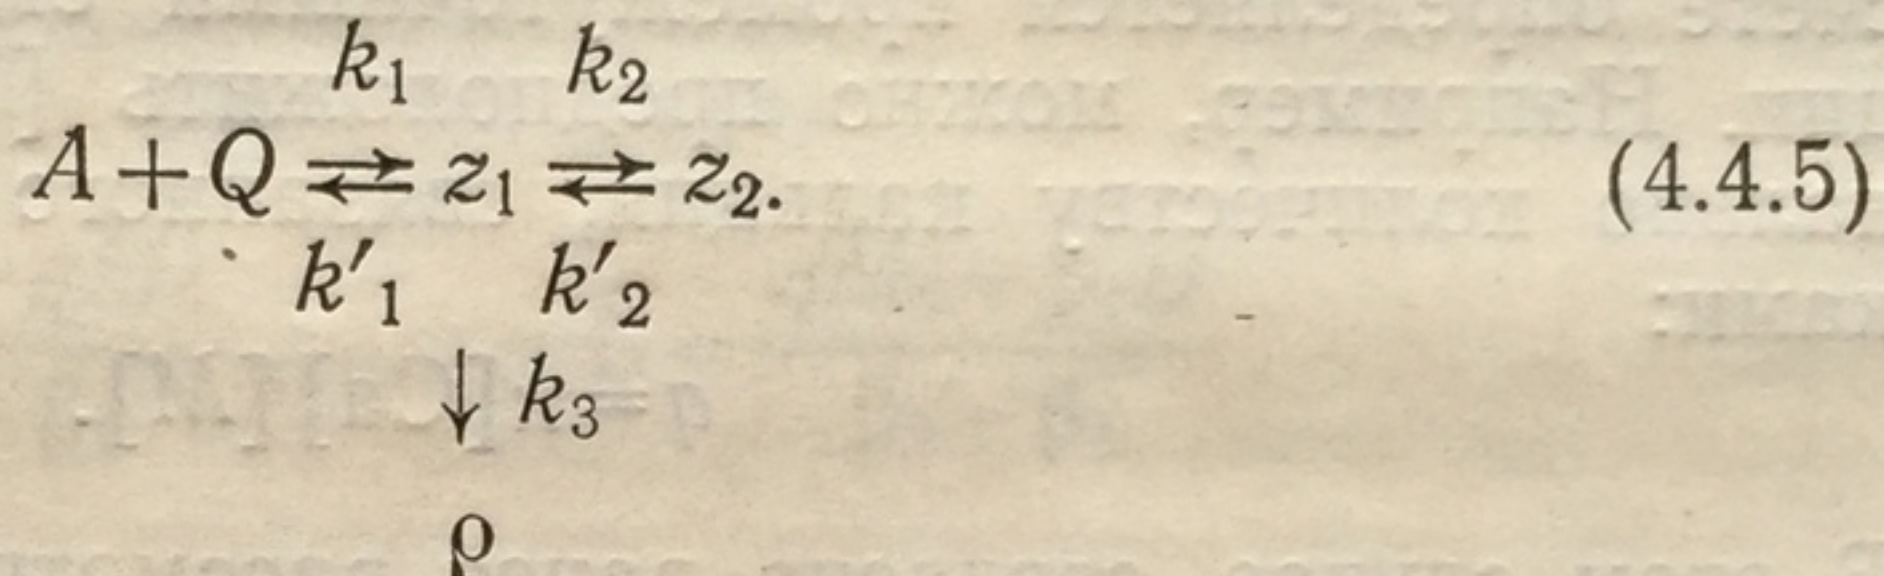 k₁ k₂
A+Q ⇄ z₁ ⇄ z₂. (4.4.5)
k′₁ k′₂
↓ k₃
ρ